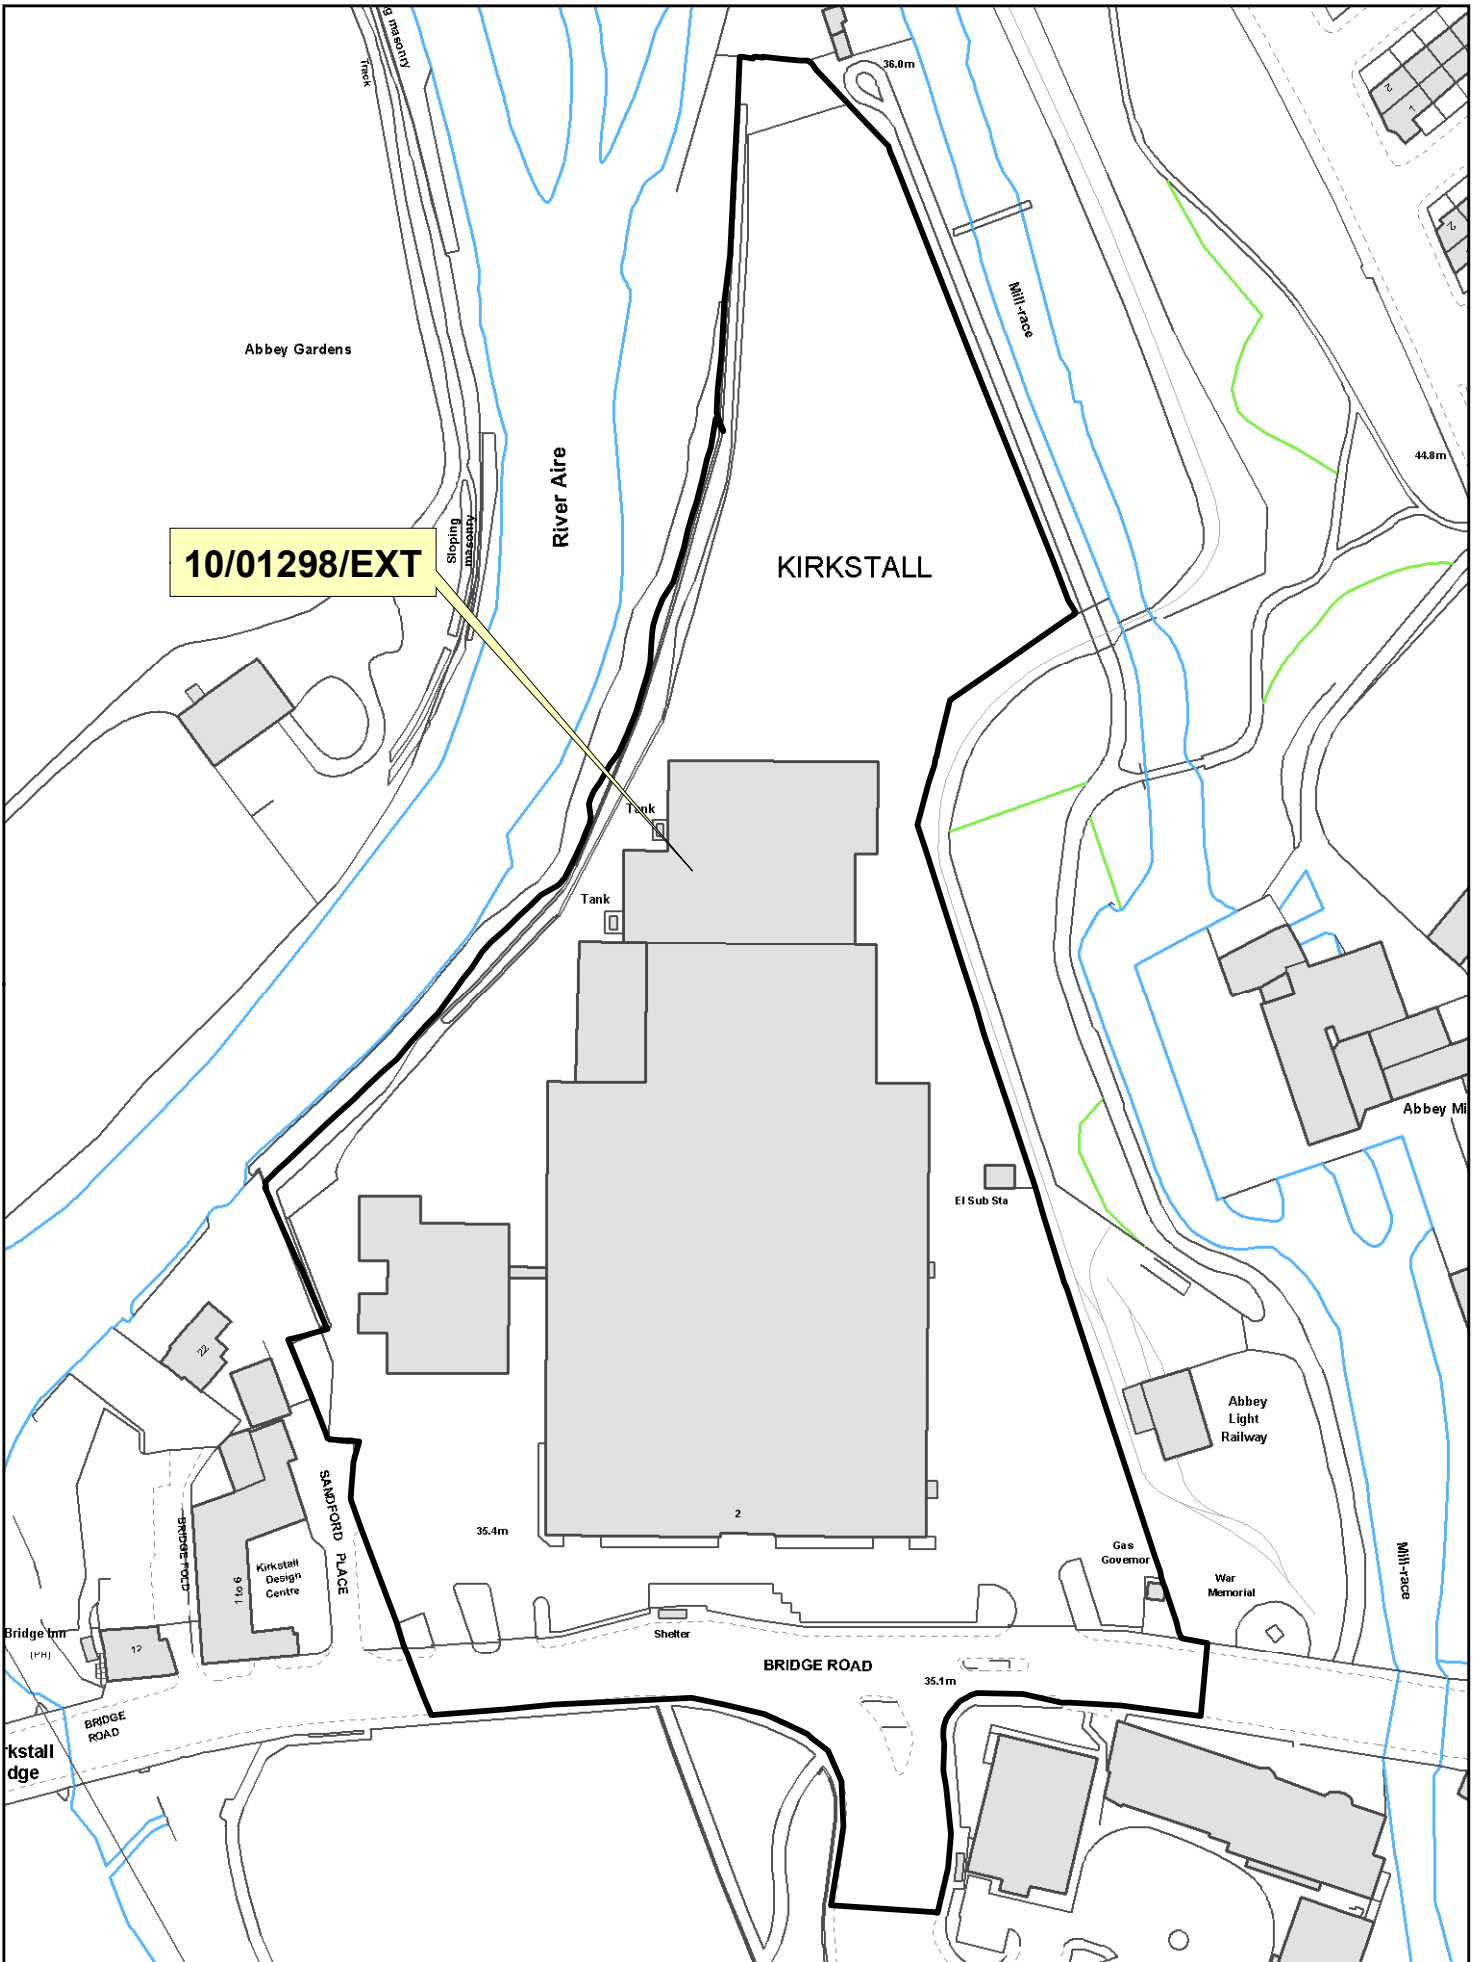 g masonry
Track
36.0m
2
1
2
Mill-race
Abbey Gardens
44.8m
River Aire
Sloping
masonry
10/01298/EXT
KIRKSTALL
Tank
Tank
Abbey Mi
El Sub Sta
22
Abbey
Light
Railway
SANDFORD PLACE
2
35.4m
BRIDGE FOLD
1 to 6
Kirkstall
Design
Centre
Gas
Governor
War
Memorial
Mill-race
Bridge Inn
(PH)
12
Shelter
BRIDGE ROAD
35.1m
BRIDGE
ROAD
rkstall
dge